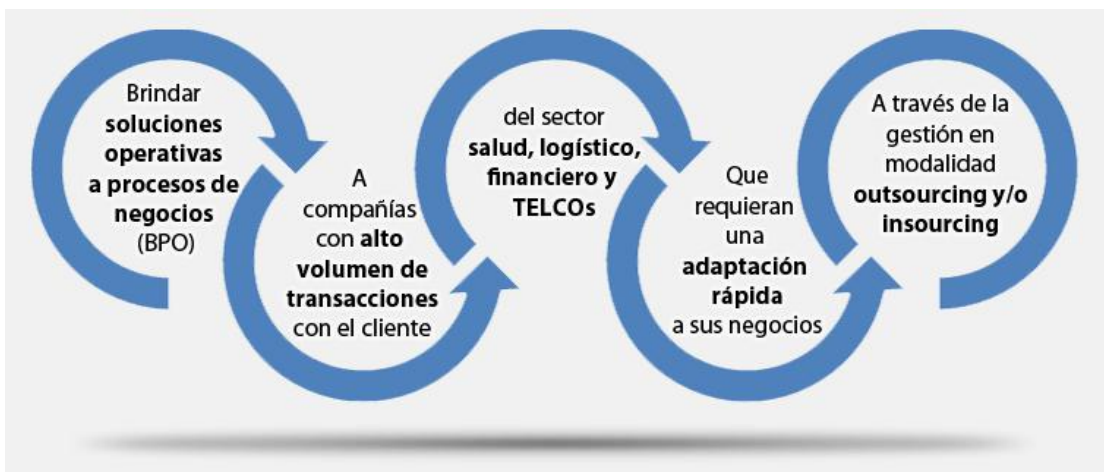 Brindar
soluciones
operativas
a procesos de
negocios
(BPO)
A
compañías
con alto
volumen de
transacciones
con el cliente
del sector
salud, logístico,
financiero y
TELCOs
Que
requieran
una
adaptación
rápida
a sus negocios
A través de la
gestión en
modalidad
outsourcing y/o
insourcing